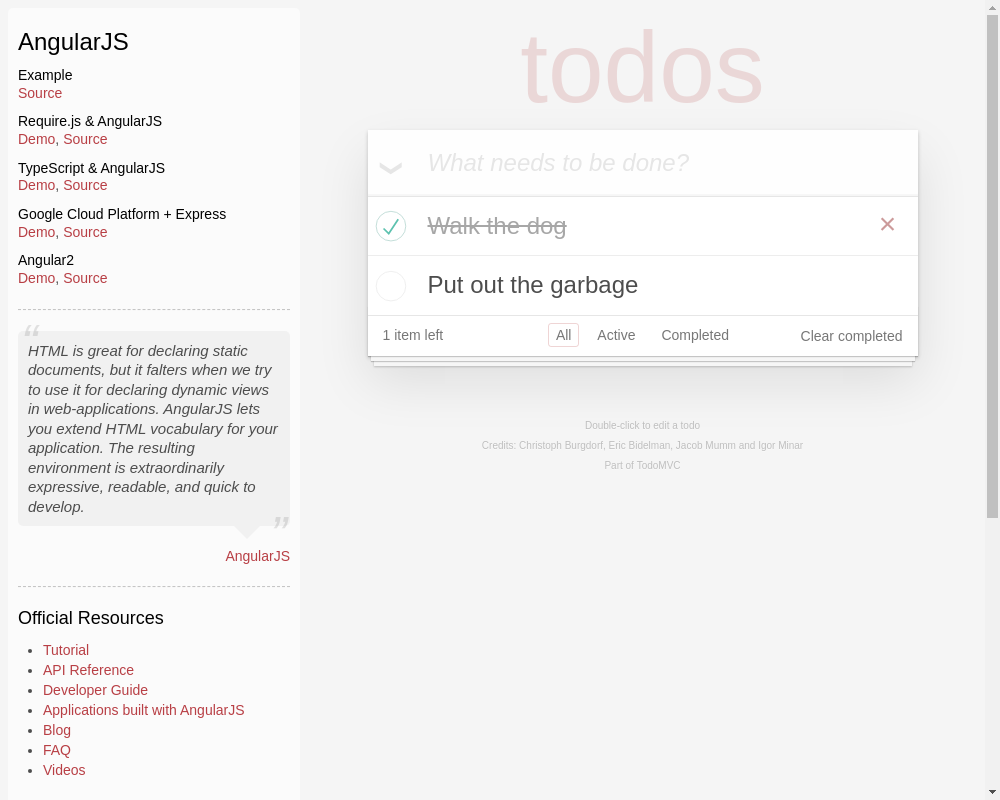 AngularJS
Example
Source
Require.js & AngularJS
Demo, Source
TypeScript & AngularJS
Demo, Source
Google Cloud Platform + Express
Demo, Source
Angular2
Demo, Source
“
HTML is great for declaring static
documents, but it falters when we try
to use it for declaring dynamic views
in web-applications. AngularJS lets
you extend HTML vocabulary for your
application. The resulting
environment is extraordinarily
expressive, readable, and quick to
develop.
”
AngularJS
Official Resources
Tutorial
API Reference
Developer Guide
Applications built with AngularJS
Blog
FAQ
Videos
todos
What needs to be done?
Walk the dog
Put out the garbage
1 item left
All
Active
Completed
Clear completed
Double-click to edit a todo
Credits: Christoph Burgdorf, Eric Bidelman, Jacob Mumm and Igor Minar
Part of TodoMVC